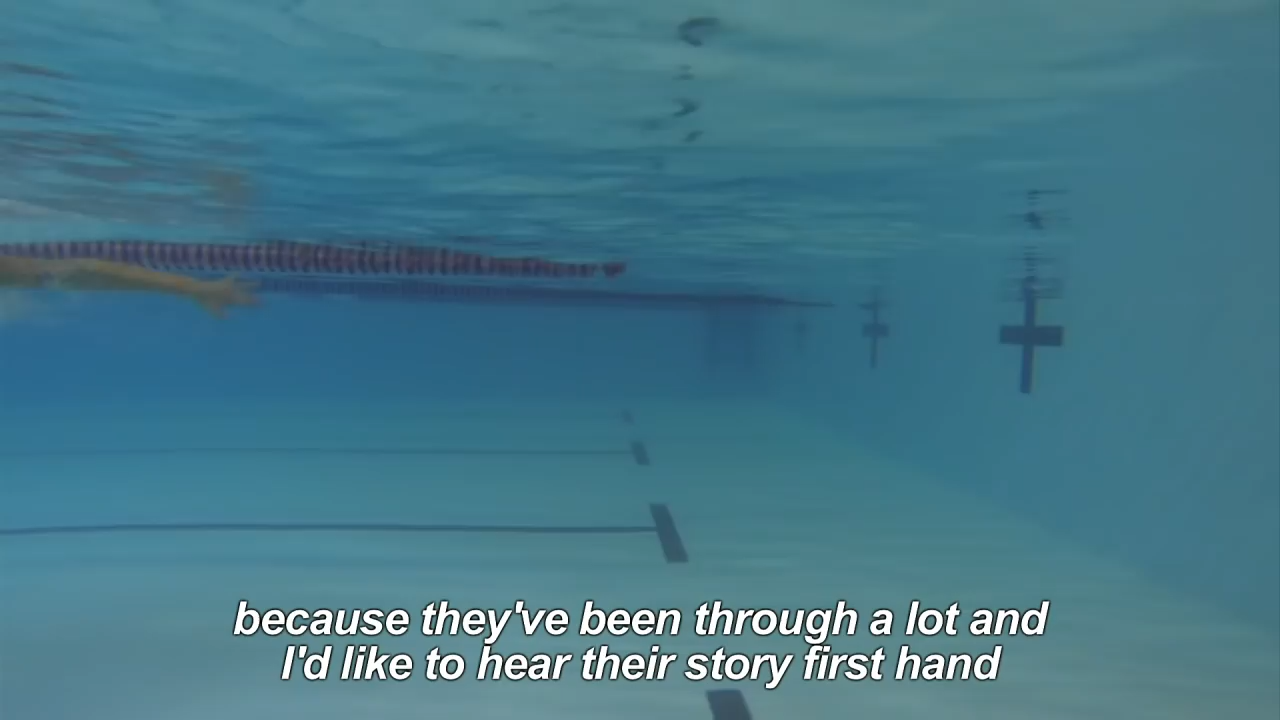 because they've been through a lot and
I'd like to hear their story first hand